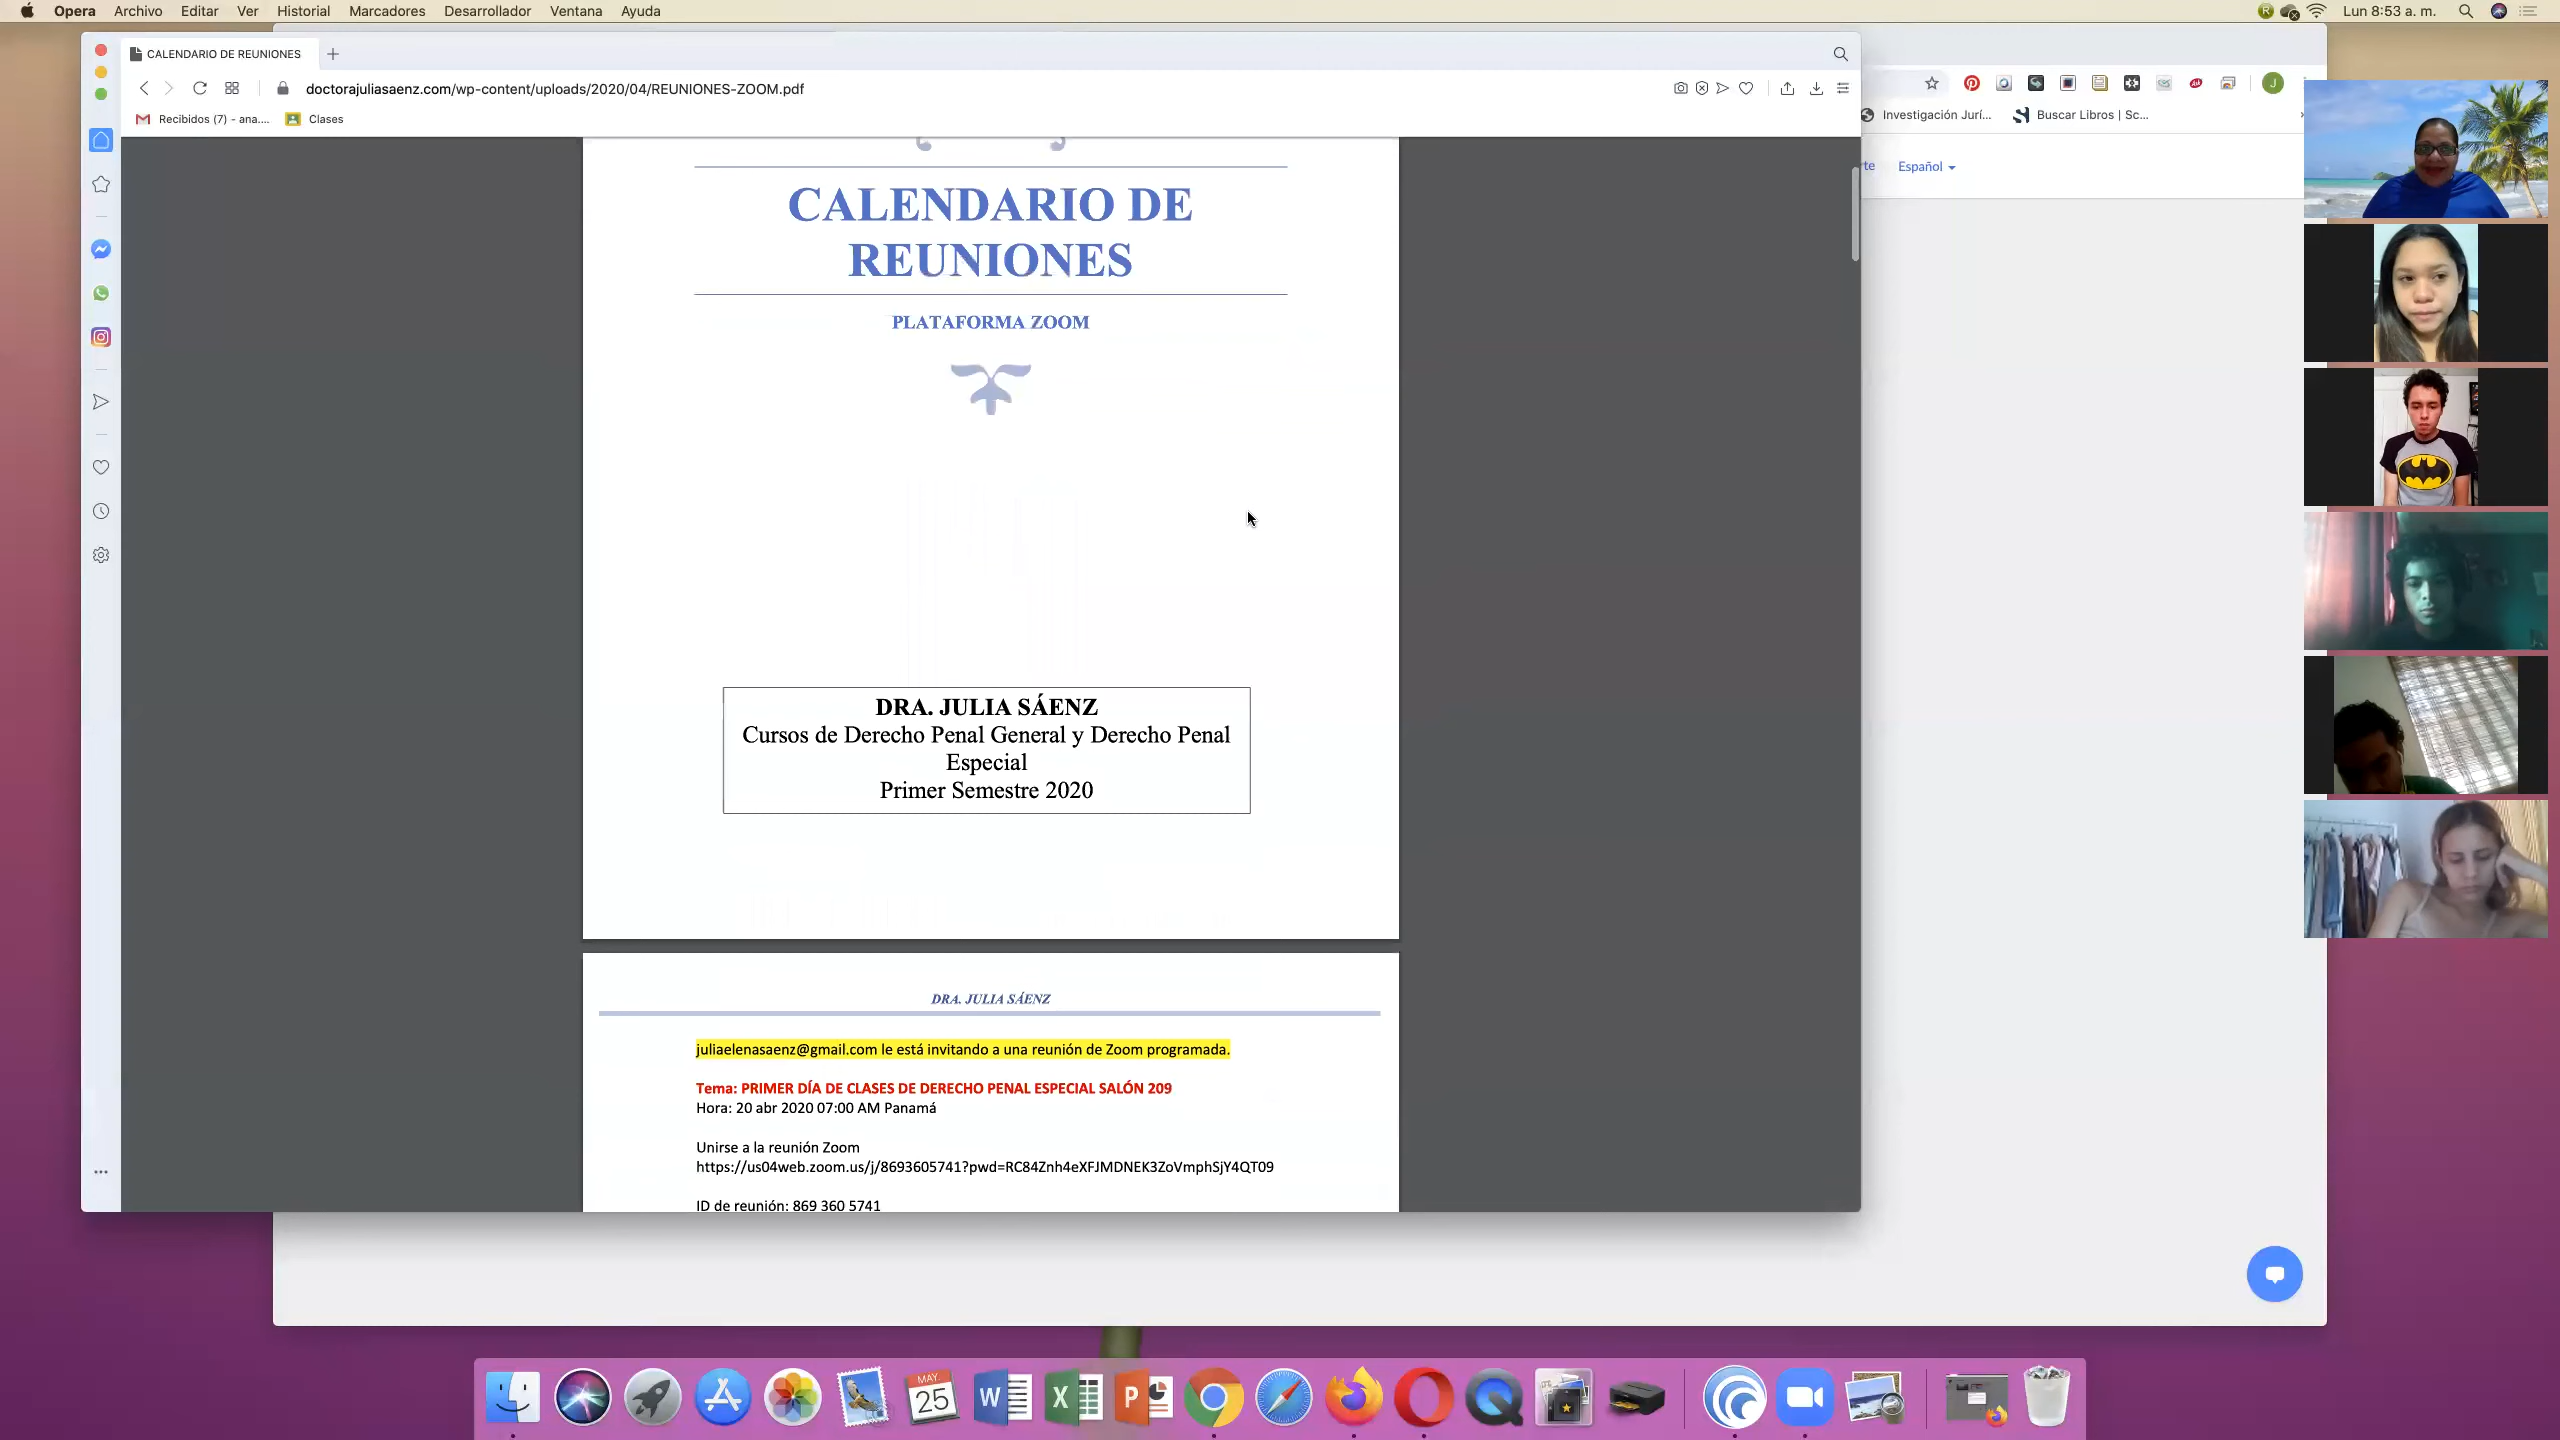 Opera Archivo Editar Ver Historial Marcadores Desarrollador Ventana Ayuda
Lun 8:53 a. m.
CALENDARIO DE REUNIONES
doctorajuliasaenz.com/wp-content/uploads/2020/04/REUNIONES-ZOOM.pdf
Recibidos (7) - ana.... Clases
Investigación Jurí... Buscar Libros | Sc...
rte Español
CALENDARIO DE
REUNIONES
PLATAFORMA ZOOM
DRA. JULIA SÁENZ
Cursos de Derecho Penal General y Derecho Penal
Especial
Primer Semestre 2020
DRA. JULIA SÁENZ
juliaelenasaenz@gmail.com le está invitando a una reunión de Zoom programada.
Tema: PRIMER DÍA DE CLASES DE DERECHO PENAL ESPECIAL SALÓN 209
Hora: 20 abr 2020 07:00 AM Panamá
Unirse a la reunión Zoom
https://us04web.zoom.us/j/8693605741?pwd=RC84Znh4eXFJMDNEK3ZoVmphSjY4QT09
ID de reunión: 869 360 5741
MAY.
25